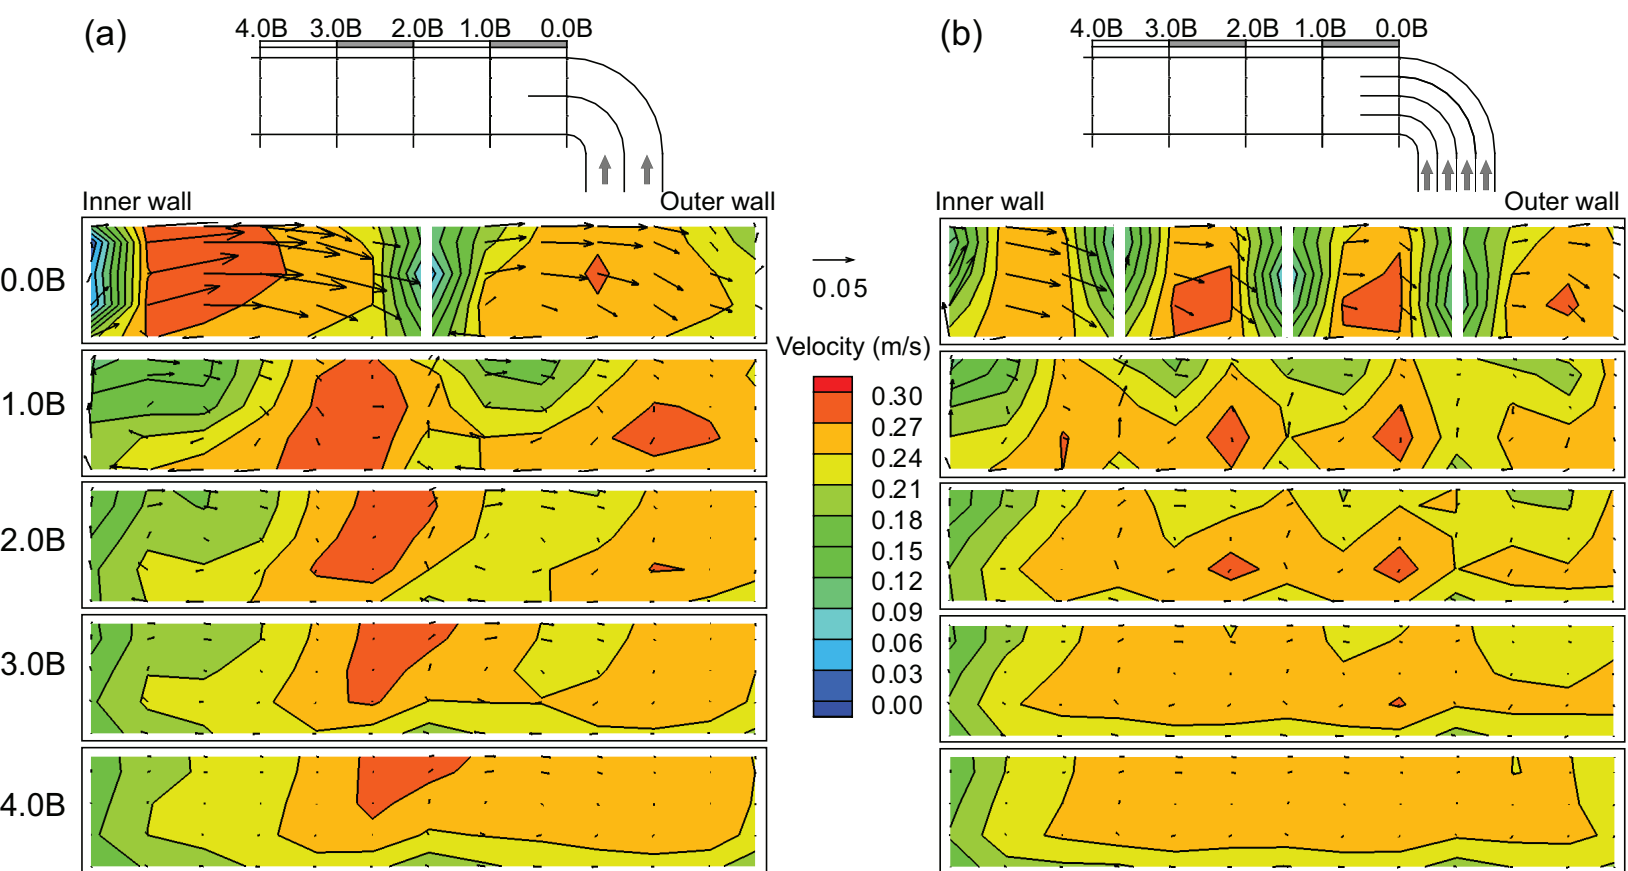 (a) 4.0B 3.0B 2.0B 1.0B 0.0B
(b) 4.0B 3.0B 2.0B 1.0B 0.0B
Inner wall Outer wall
Inner wall Outer wall
0.0B
0.05
1.0B
2.0B
3.0B
4.0B
Velocity (m/s)
0.30
0.27
0.24
0.21
0.18
0.15
0.12
0.09
0.06
0.03
0.00